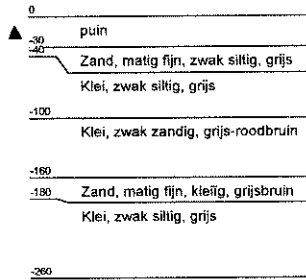 0
puin
-30
-40
Zand, matig fijn, zwak siltig, grijs
Klei, zwak siltig, grijs
-100
Klei, zwak zandig, grijs-roodbruin
-160
-180
Zand, matig fijn, kleiïg, grijsbruin
Klei, zwak siltig, grijs
-260